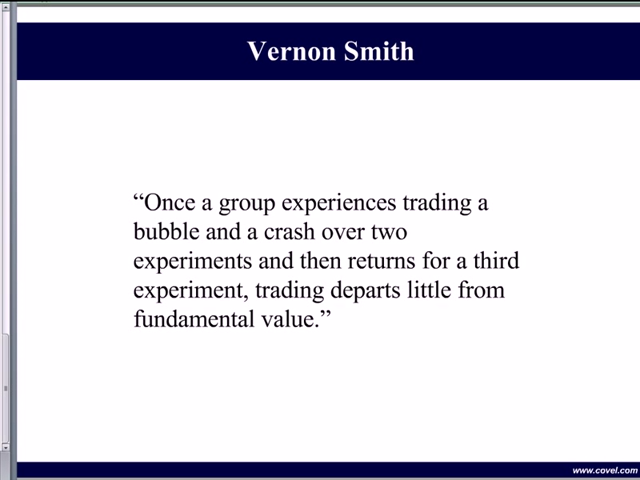 Vernon Smith
“Once a group experiences trading a
bubble and a crash over two
experiments and then returns for a third
experiment, trading departs little from
fundamental value.”
www.covel.com